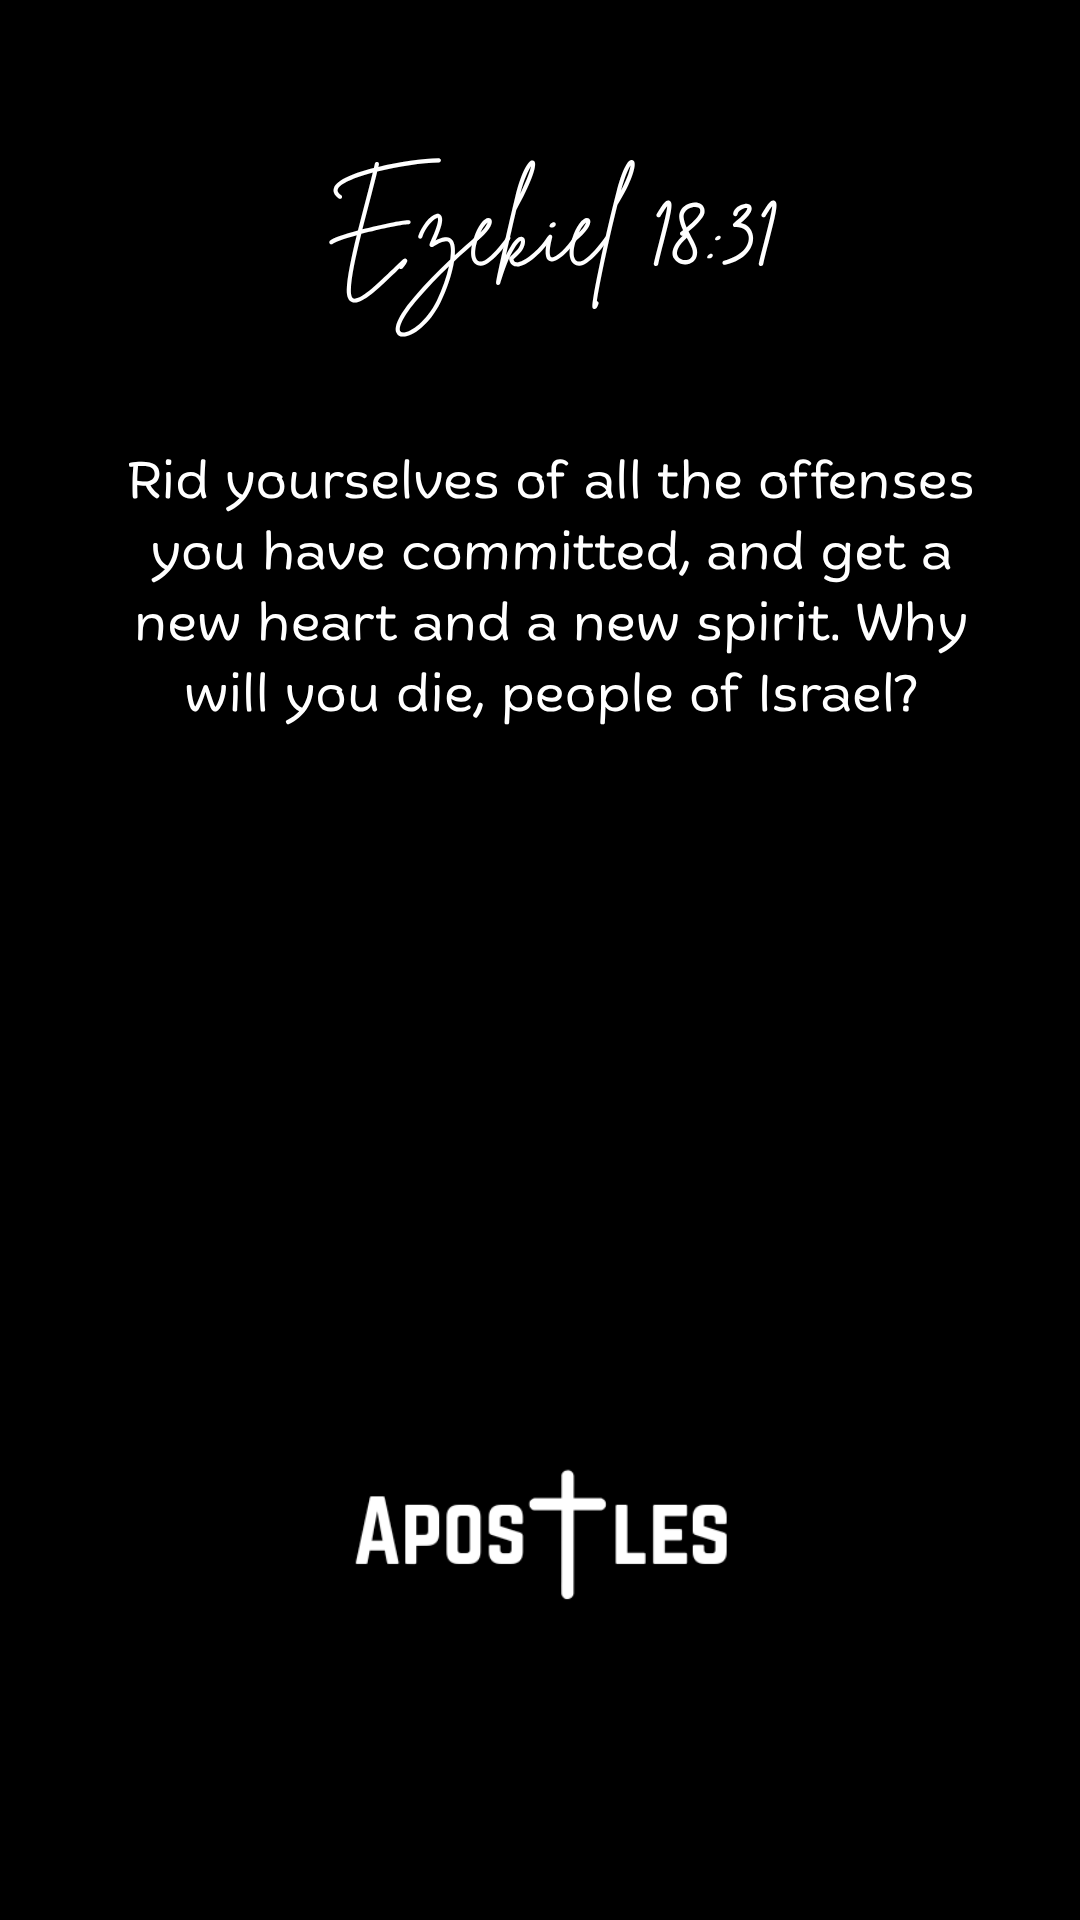 Ezekiel 18:31
Rid yourselves of all the offenses
you have committed, and get a
new heart and a new spirit. Why
will you die, people of Israel?
APOSTLES